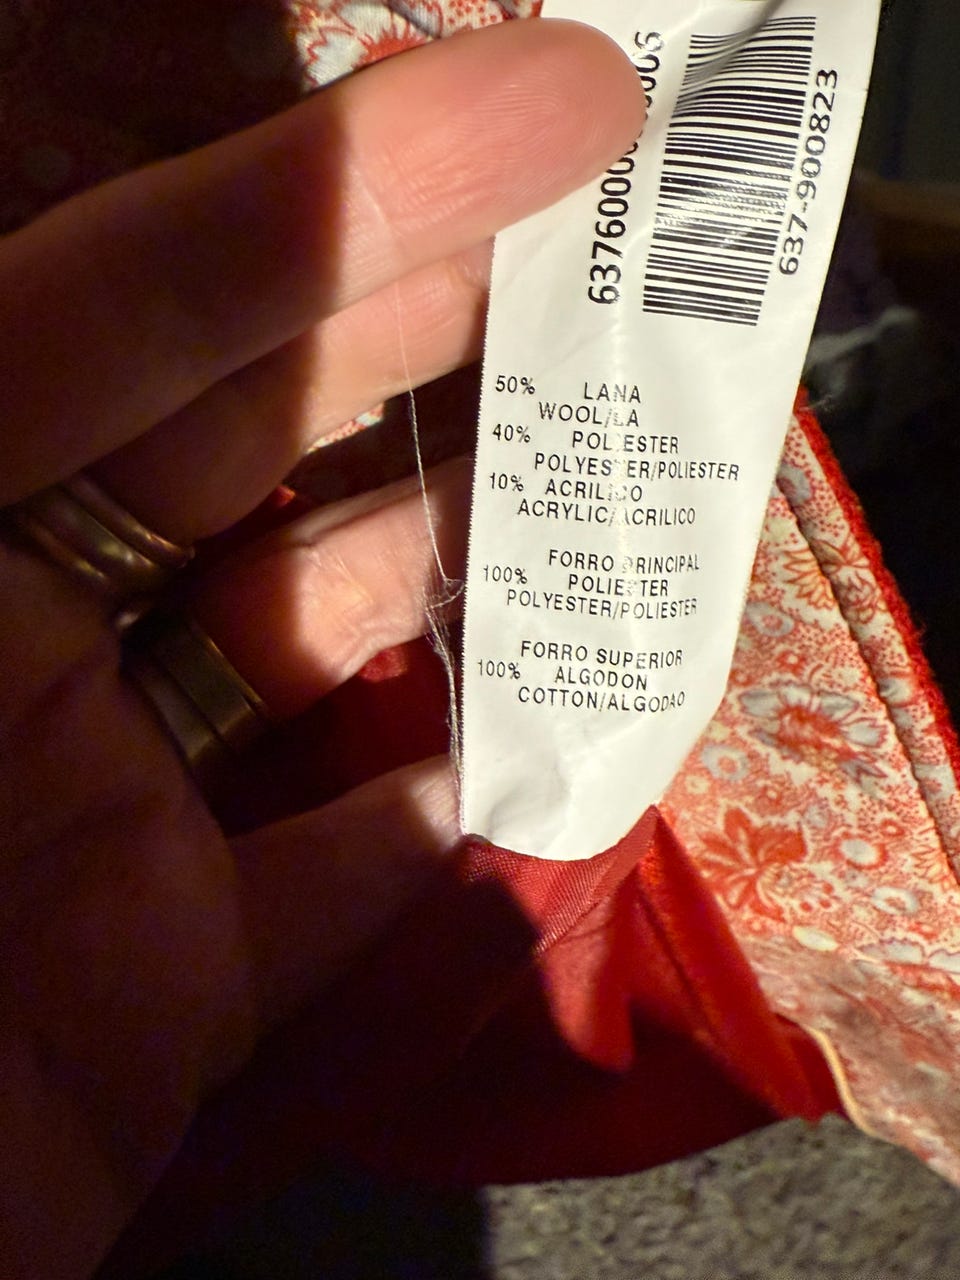 637-900823
50% LANA
WOOL/LA
40% POLIESTER
POLYESTER/POLIESTER
10% ACRILICO
ACRYLIC/ACRILICO
FORRO PRINCIPAL
100% POLIESTER
POLYESTER/POLIESTER
FORRO SUPERIOR
100% ALGODON
COTTON/ALGODAO